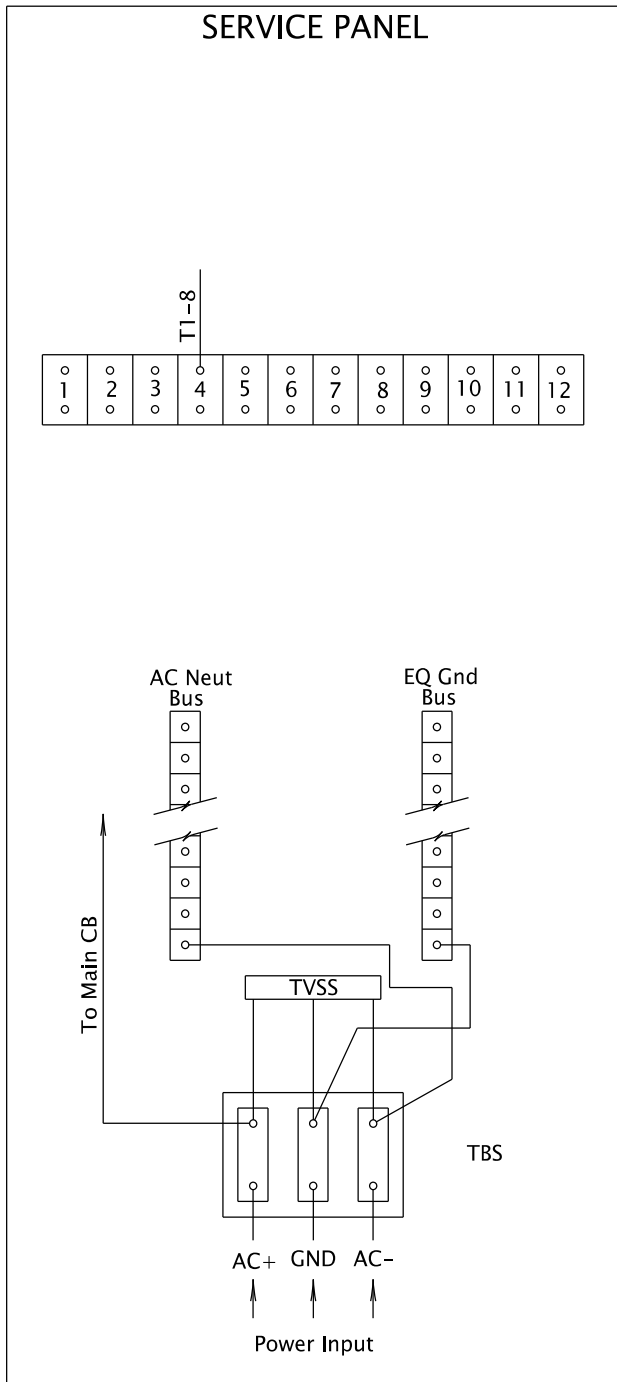 SERVICE PANEL
T1-8
1 2 3 4 5 6 7 8 9 10 11 12
AC Neut
Bus
EQ Gnd
Bus
To Main CB
TVSS
TBS
AC+ GND AC-
Power Input